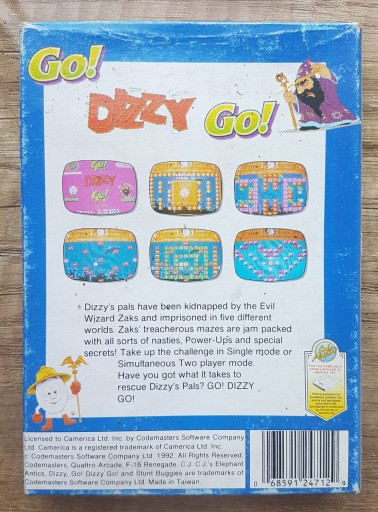 Go!
DIZZY
Go!
Go!
DIZZY
Dizzy's pals have been kidnapped by the Evil
Wizard Zaks and imprisoned in five different
worlds. Zaks' treacherous mazes are jam packed
with all sorts of nasties, Power-Ups and special
secrets! Take up the challenge in Single mode or
Simultaneous Two player mode.
Have you got what it takes to
rescue Dizzy's Pals? GO! DIZZY
GO!
Licensed to Camerica Ltd. Inc. by Codemasters Software Company
Ltd. Camerica is a registered trademark of Camerica Ltd. Inc.
© Codemasters Software Company Ltd. 1992. All Rights Reserved.
Codemasters, Quattro Arcade, F-16 Renegade, C.J. C.J.'s Elephant
Antics, Dizzy, Go! Dizzy Go! and Stunt Buggies are trademarks of
Codemasters Software Company Ltd. Made in Taiwan.
0 68591 24712 9